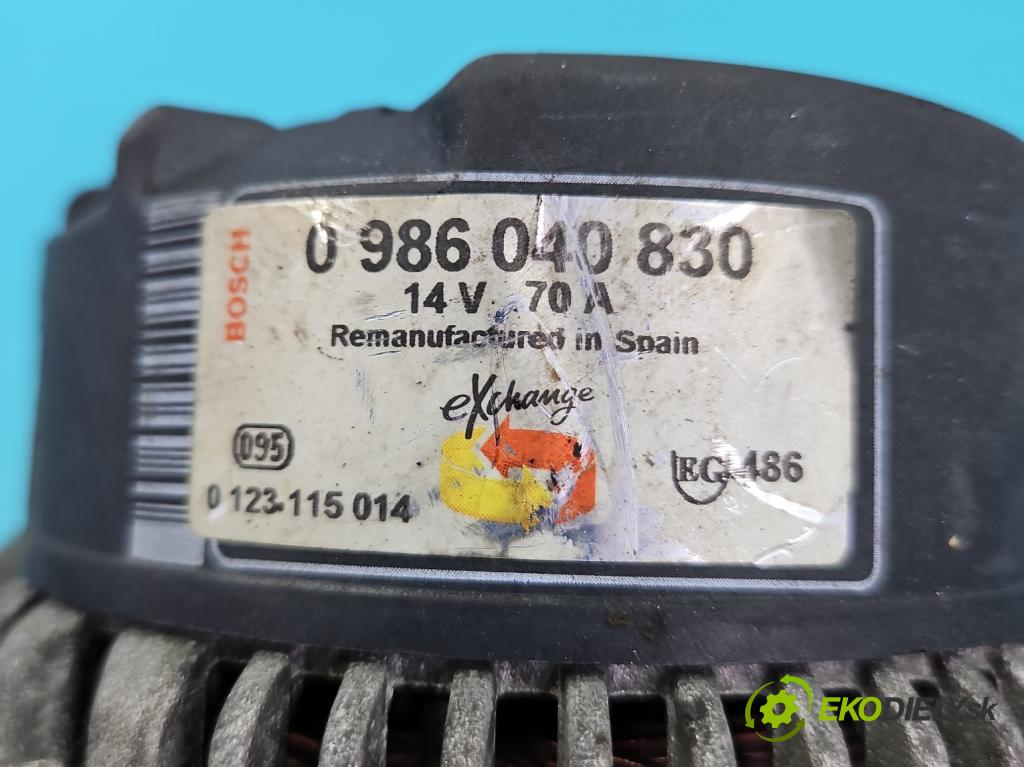 BOSCH
0 986 040 830
14 V 70 A
Remanufactured in Spain
eXchange
095
EG 486
0 123 115 014
EKODIELY.sk